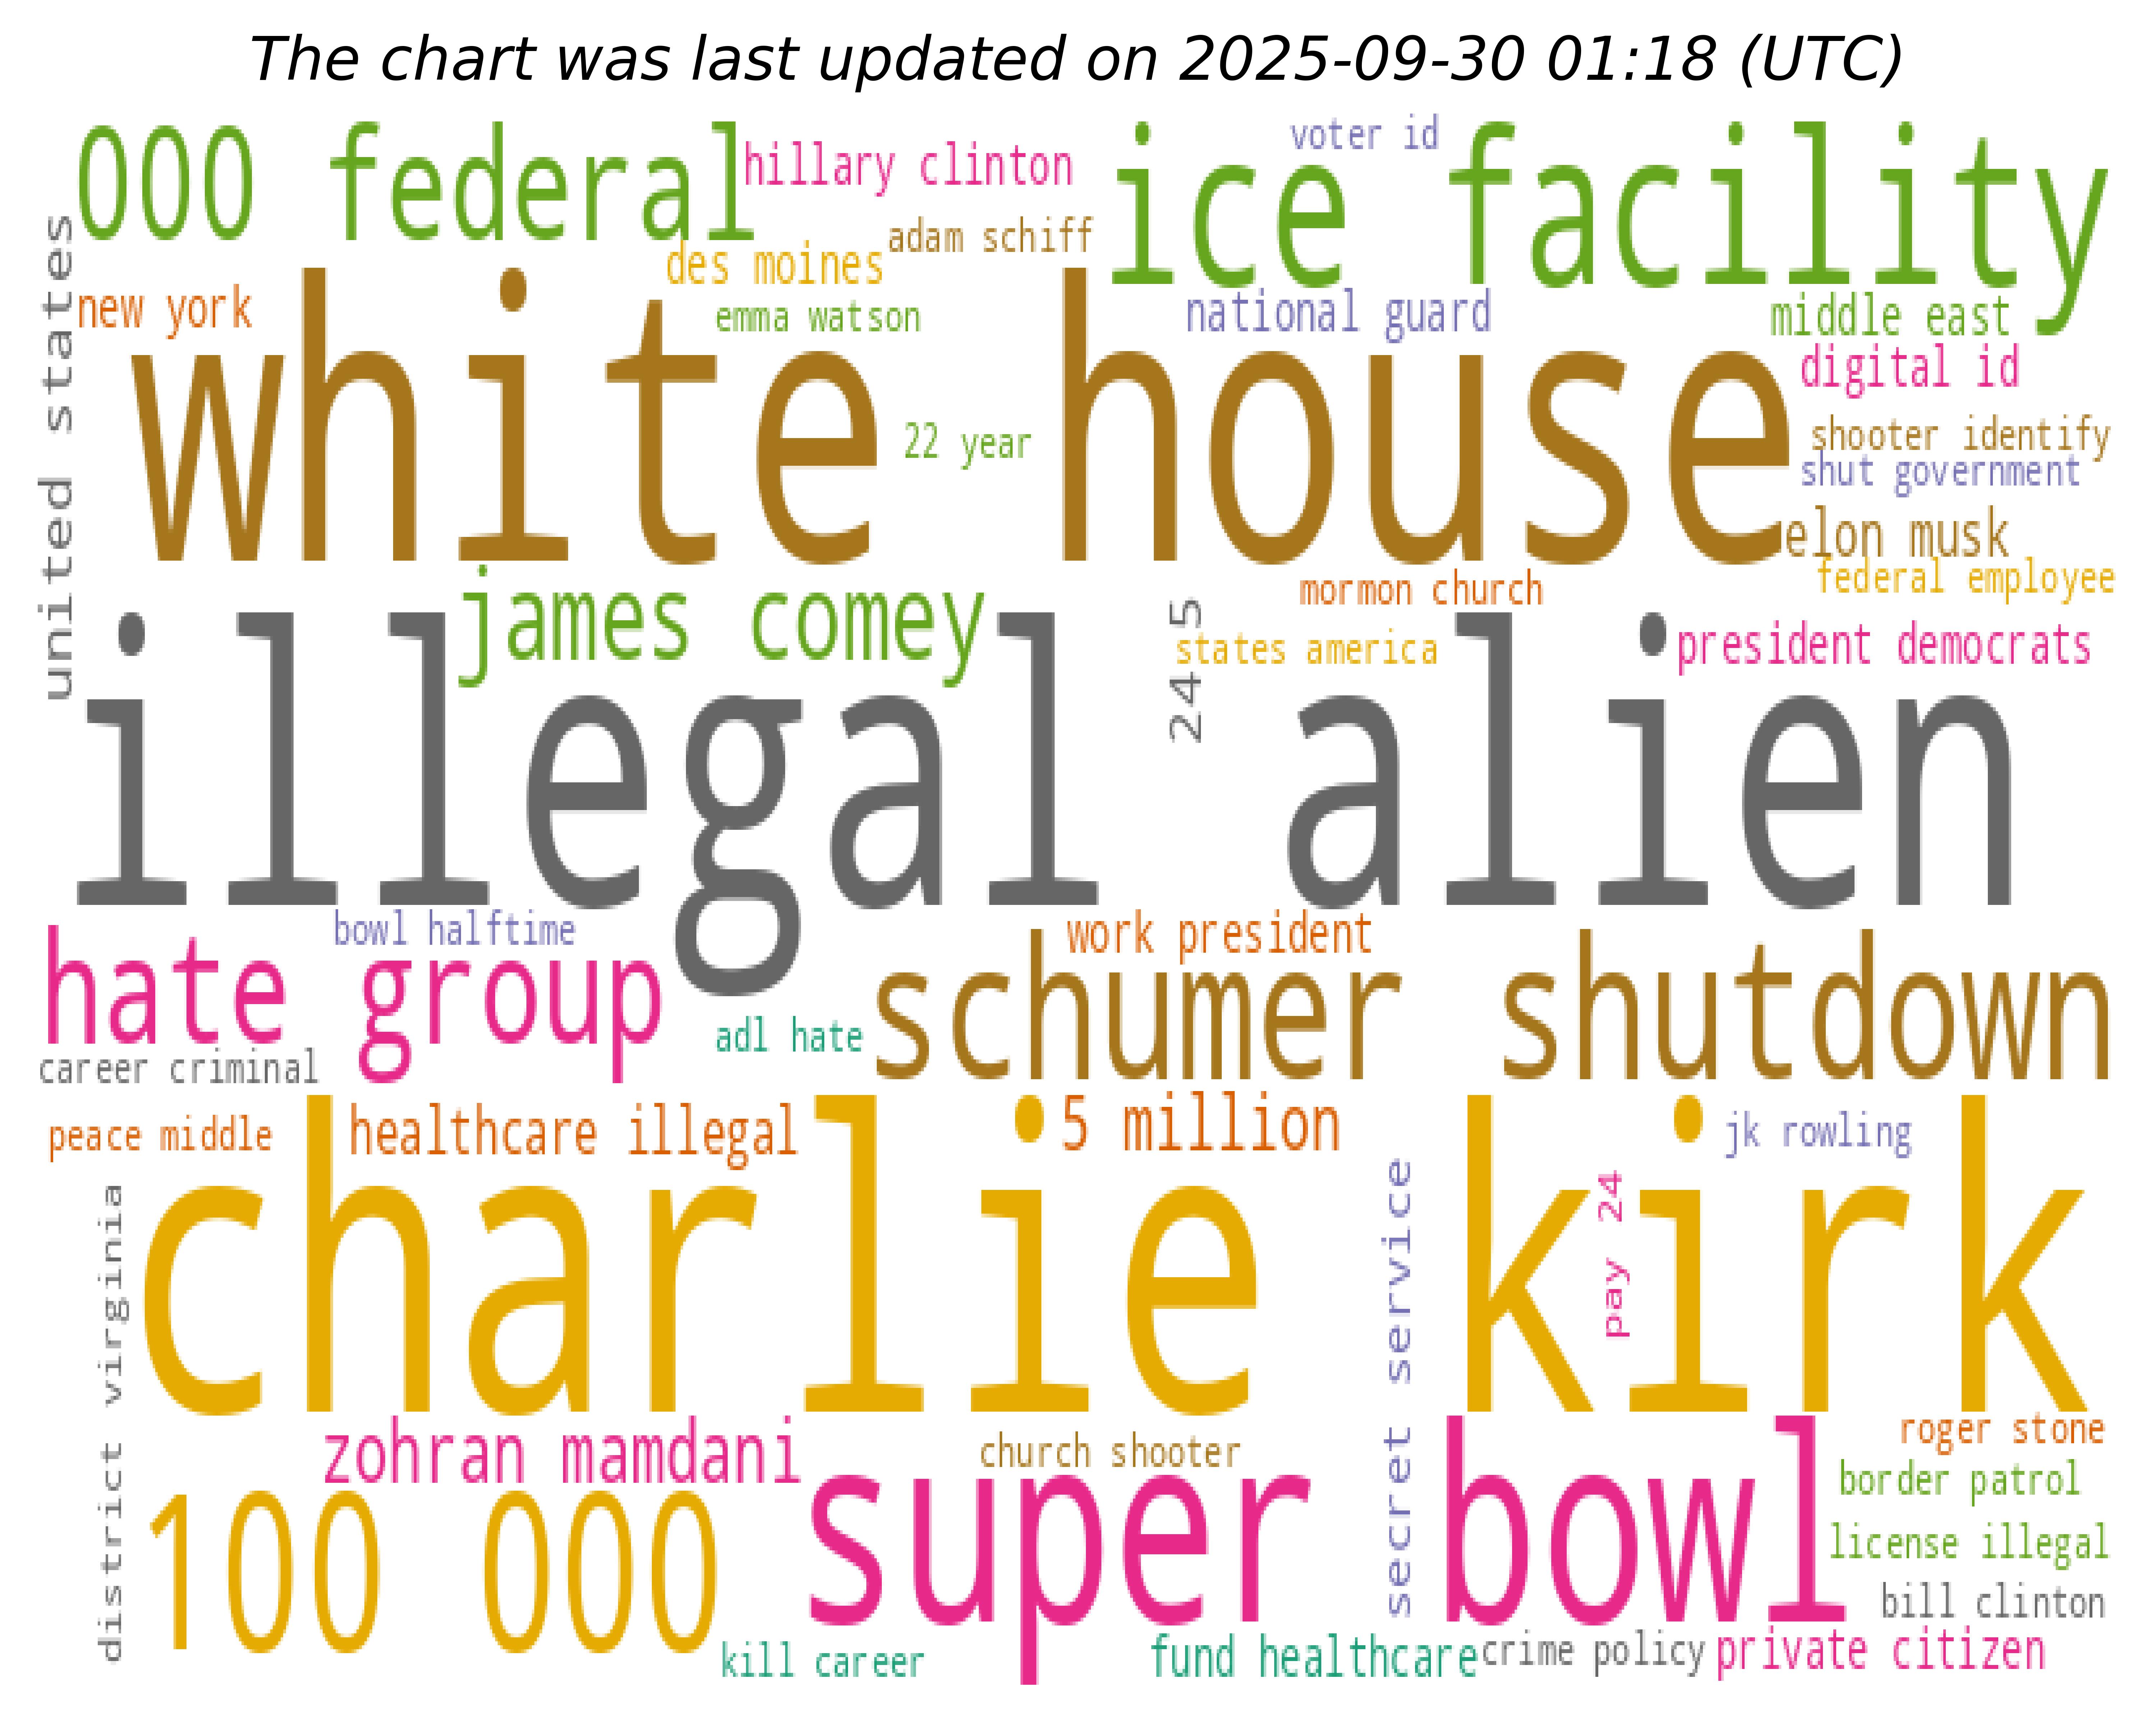 The chart was last updated on 2025-09-30 01:18 (UTC)
000 federal
hillary clinton
ice facility
voter id
adam schiff
des moines
united states
new york
emma watson
national guard
middle east
white house
digital id
22 year
shooter identify
shut government
elon musk
federal employee
james comey
mormon church
24 5
states america
president democrats
illegal alien
bowl halftime
work president
hate group
schumer shutdown
adl hate
career criminal
peace middle
healthcare illegal
5 million
jk rowling
charlie kirk
pay 24
secret service
district virginia
zohran mamdani
church shooter
roger stone
super bowl
border patrol
100 000
license illegal
bill clinton
kill career
fund healthcare
crime policy
private citizen